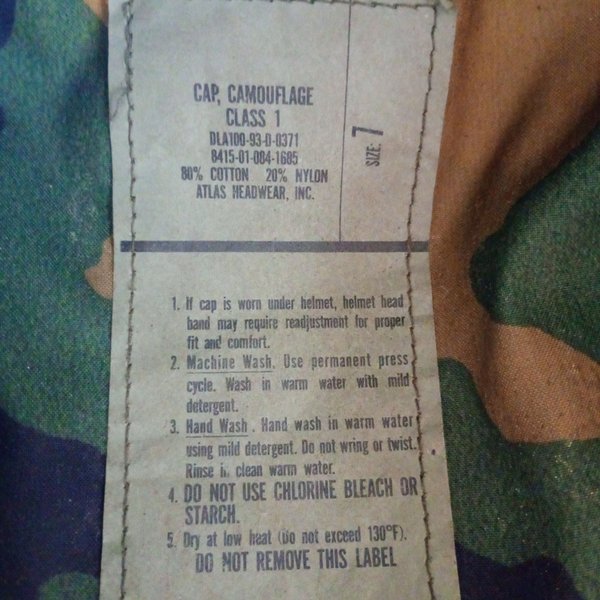 CAP, CAMOUFLAGE
CLASS 1
DLA100-93-D-0371
8415-01-084-1685
80% COTTON 20% NYLON
ATLAS HEADWEAR, INC.
SIZE: 7
1. If cap is worn under helmet, helmet head
band may require readjustment for proper
fit and comfort.
2. Machine Wash. Use permanent press
cycle. Wash in warm water with mild
detergent.
3. Hand Wash. Hand wash in warm water
using mild detergent. Do not wring or twist.
Rinse in clean warm water.
4. DO NOT USE CHLORINE BLEACH OR
STARCH.
5. Dry at low heat (Do not exceed 130°F).
DO NOT REMOVE THIS LABEL